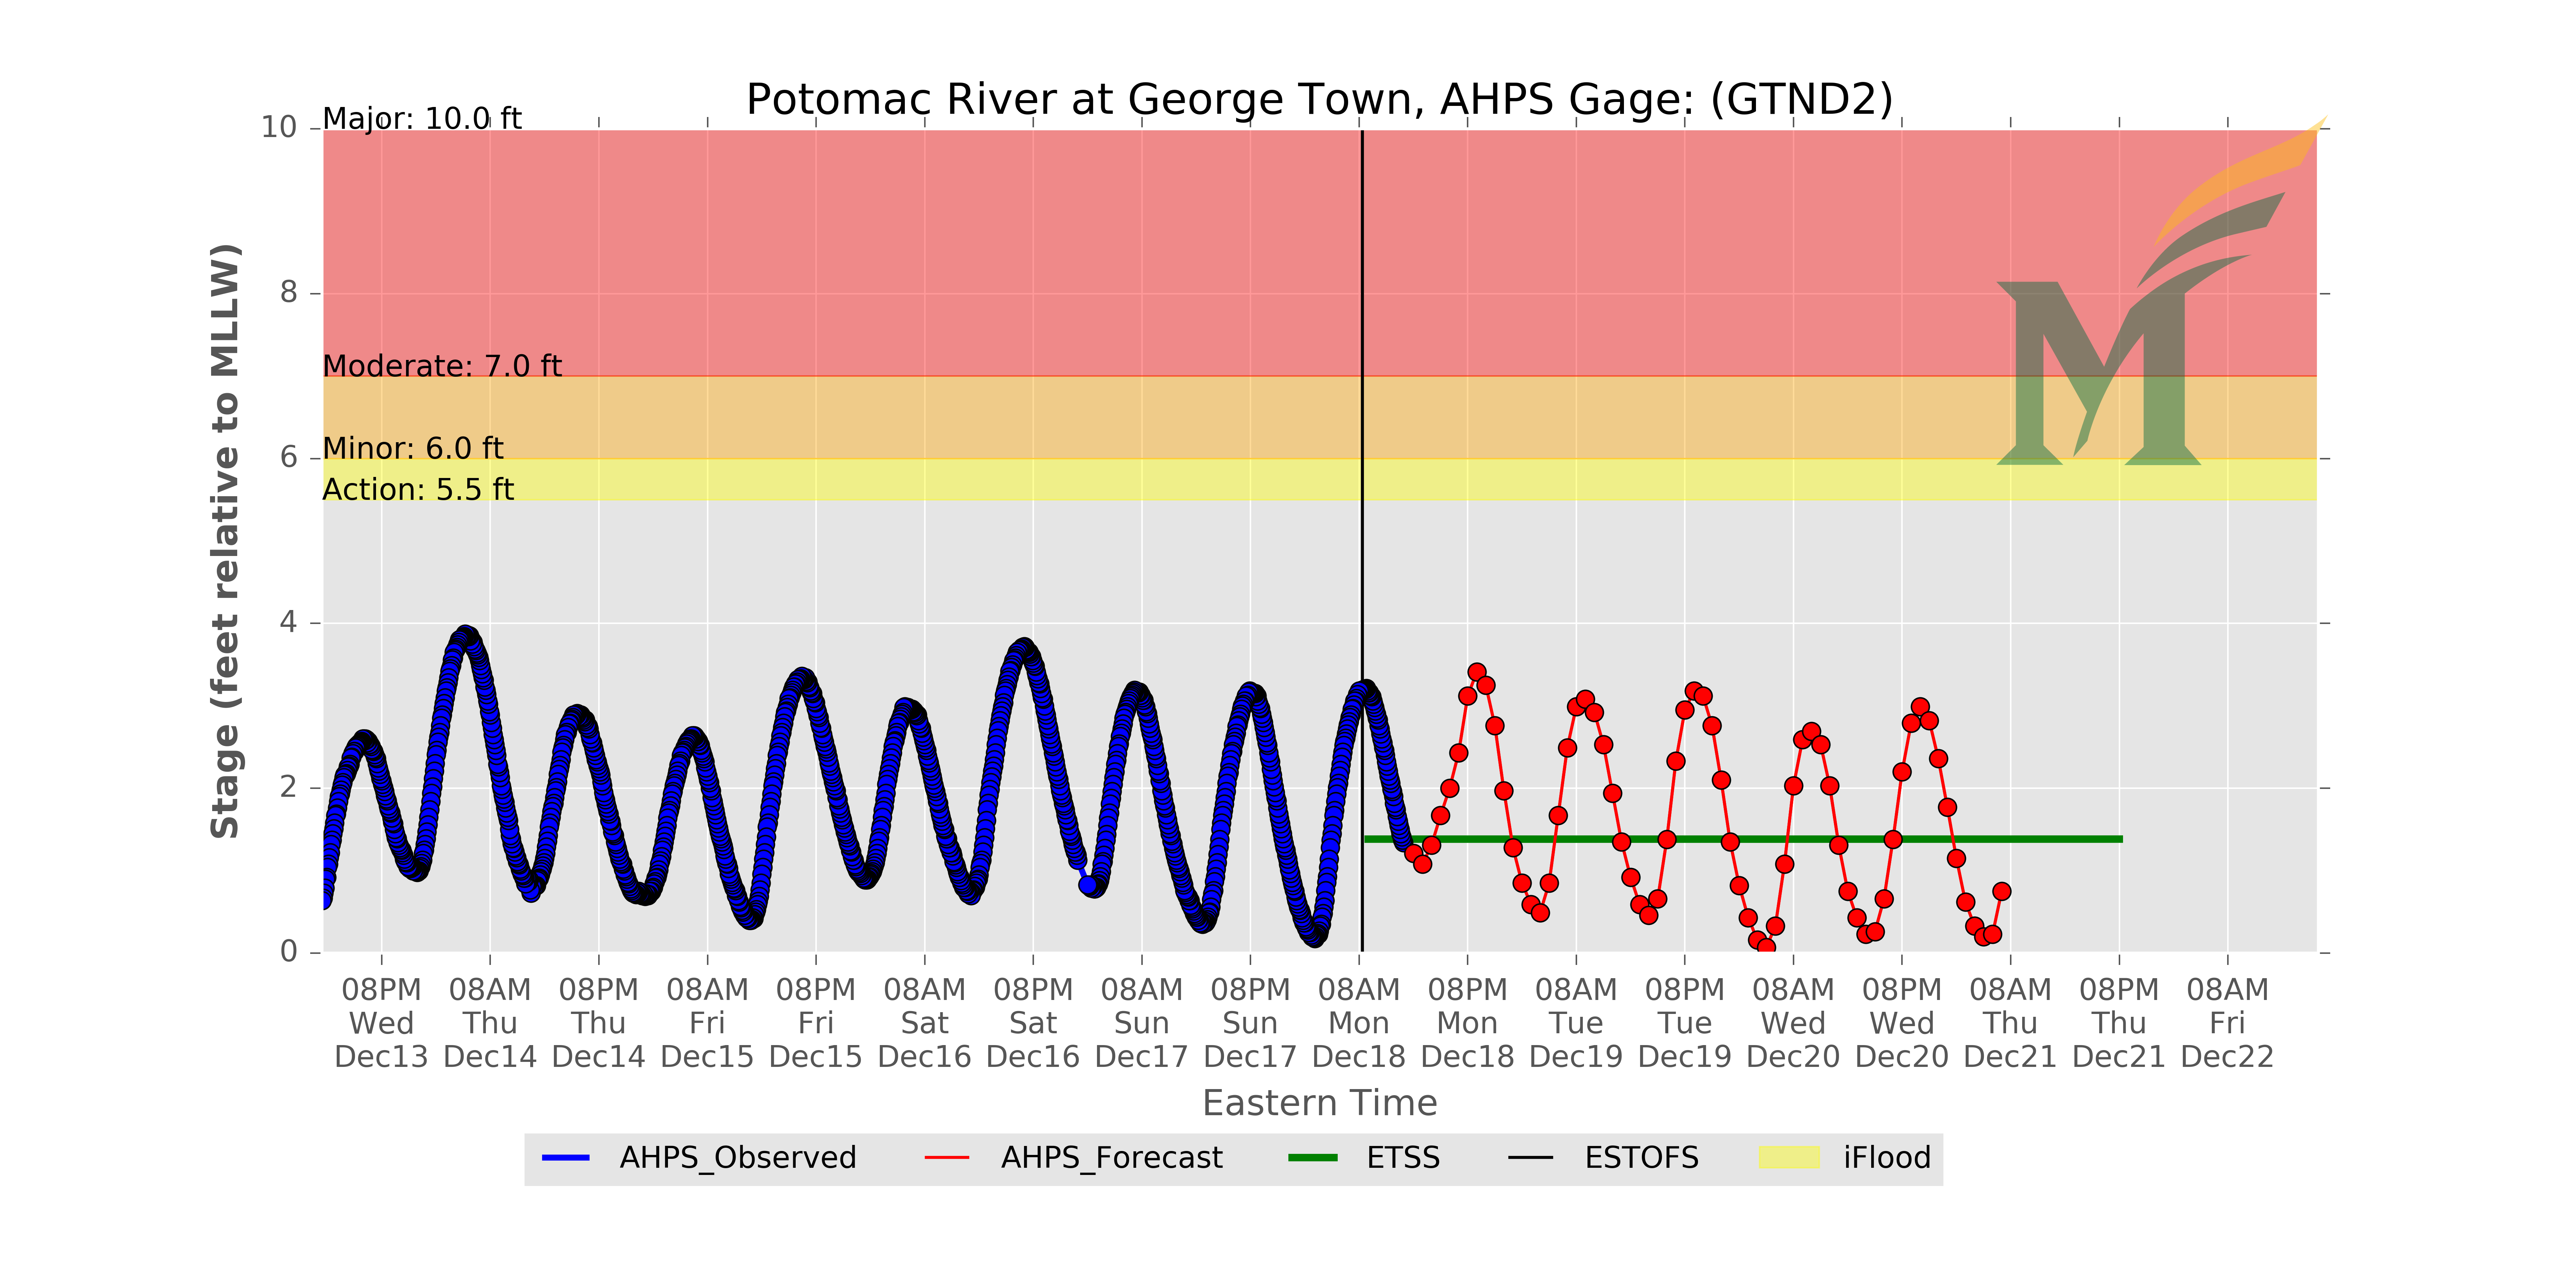 Potomac River at George Town, AHPS Gage: (GTND2)
Major: 10.0 ft
Moderate: 7.0 ft
Minor: 6.0 ft
Action: 5.5 ft
Stage (feet relative to MLLW)
10
8
6
4
2
0
08PM 08AM 08PM 08AM 08PM 08AM 08PM 08AM 08PM 08AM 08PM 08AM 08PM 08AM 08PM 08AM 08PM 08AM
Wed Thu Thu Fri Fri Sat Sat Sun Sun Mon Mon Tue Tue Wed Wed Thu Thu Fri
Dec13 Dec14 Dec14 Dec15 Dec15 Dec16 Dec16 Dec17 Dec17 Dec18 Dec18 Dec19 Dec19 Dec20 Dec20 Dec21 Dec21 Dec22
Eastern Time
AHPS_Observed AHPS_Forecast ETSS ESTOFS iFlood
M